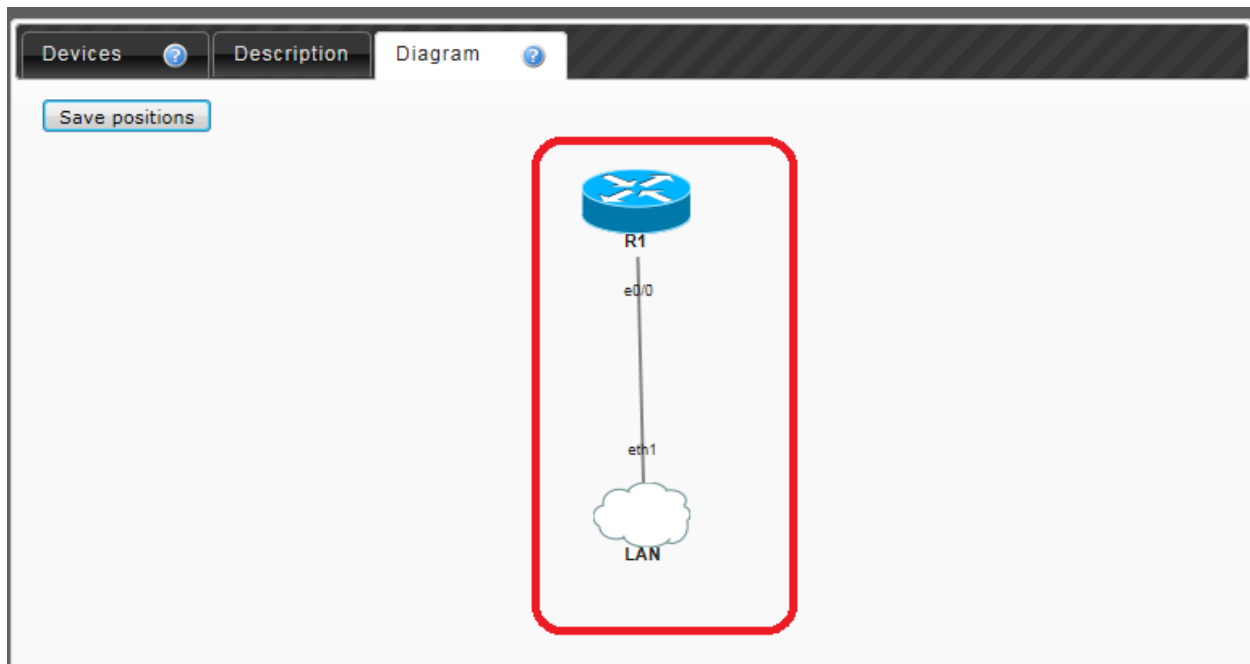 Devices ? Description Diagram ?
Save positions
R1
e0/0
eth1
LAN